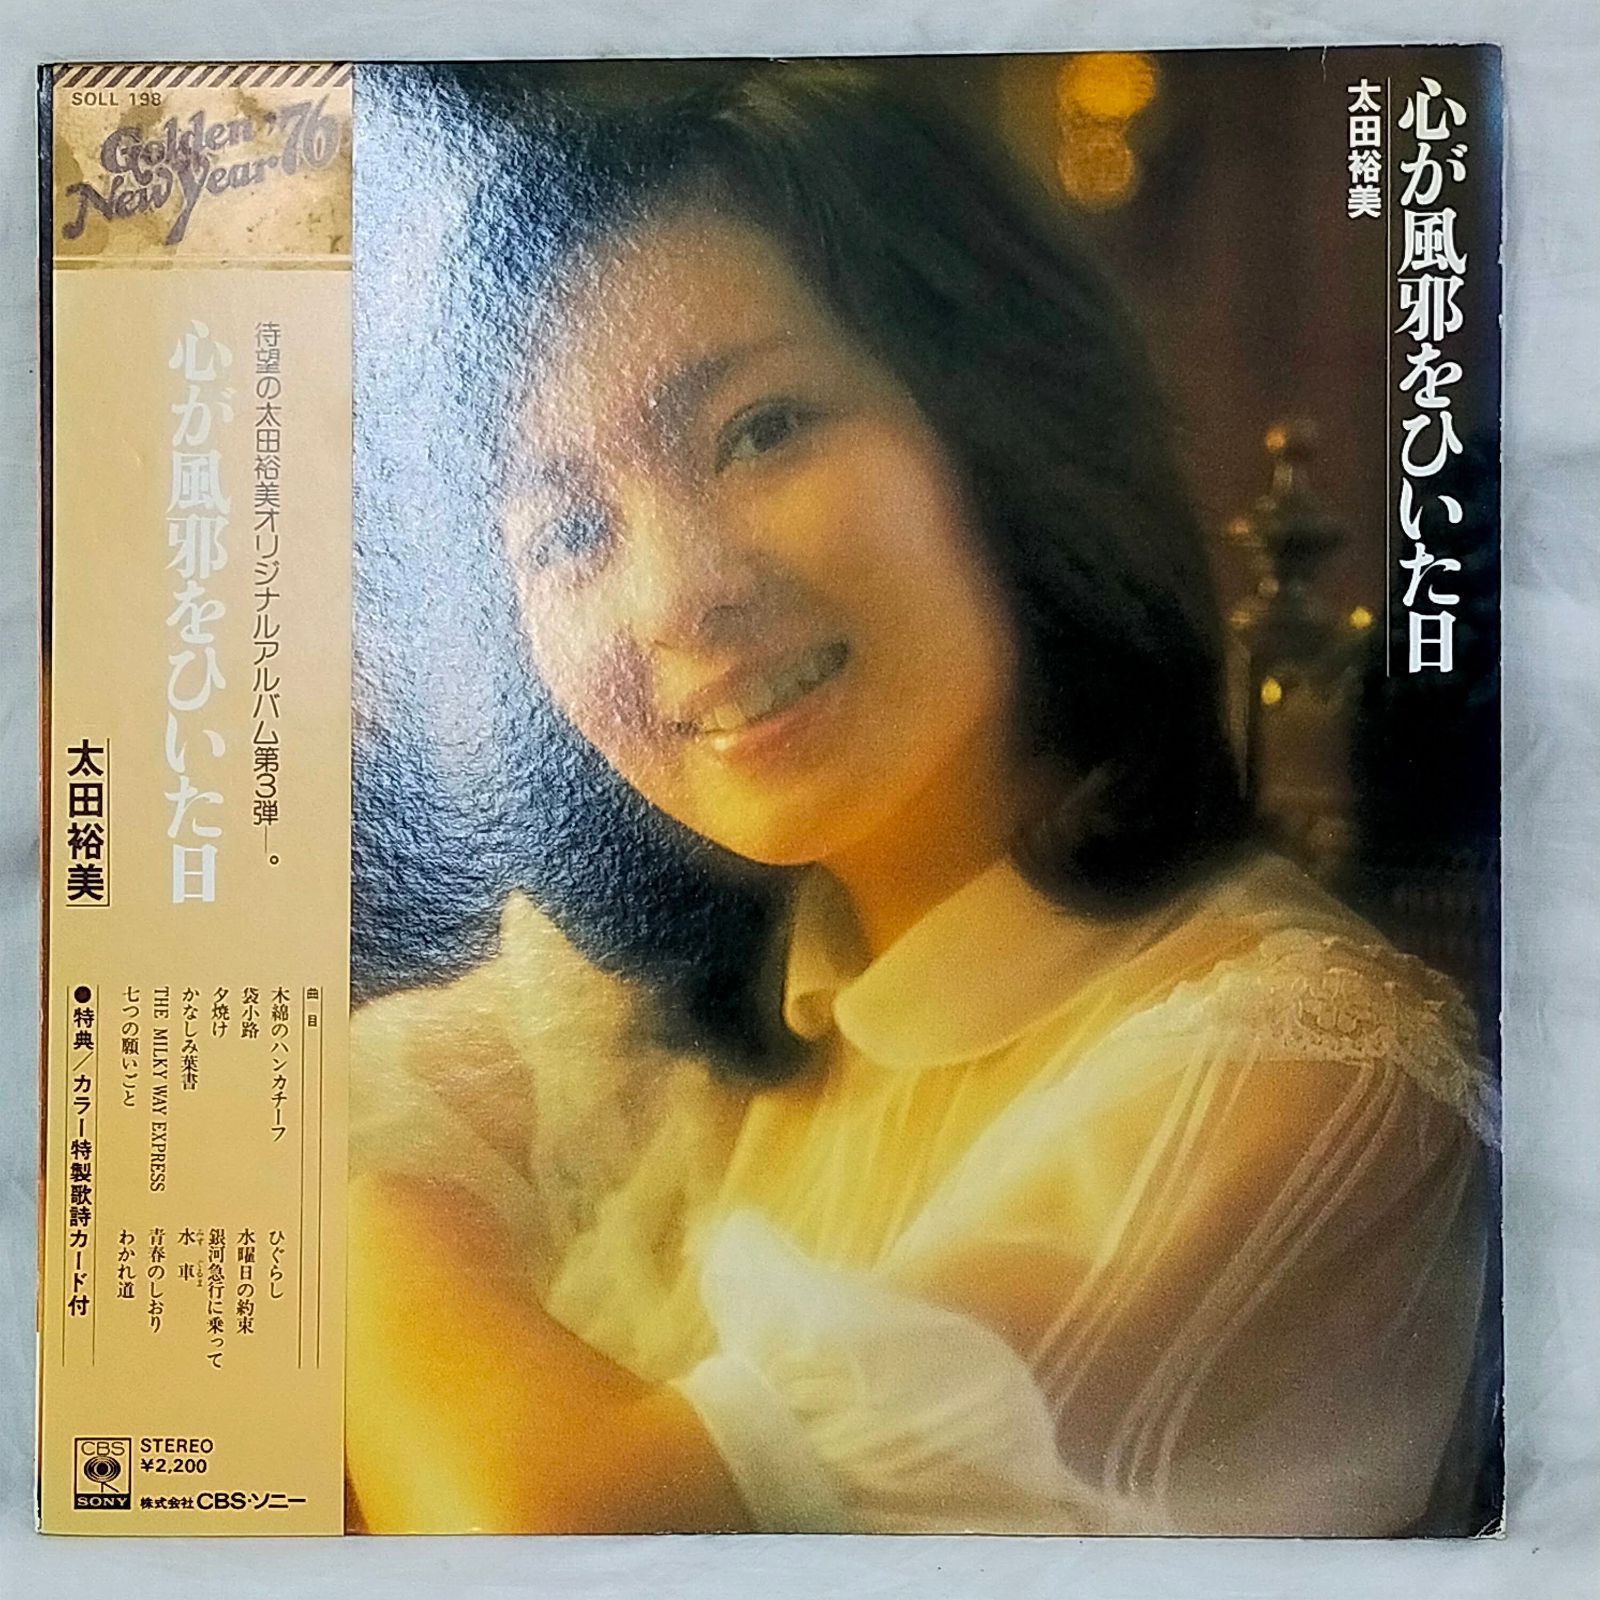 SOLL 198
Golden
New Year '76
待望の太田裕美オリジナルアルバム第3弾―。
心が風邪をひいた日
太田裕美
曲目
木綿のハンカチーフ
袋小路
夕焼け
かなしみ葉書
THE MILKY WAY EXPRESS
七つの願いごと
ひぐらし
水曜日の約束
銀河急行に乗って
水車
みずぐるま
青春のしおり
わかれ道
●特典/カラー特製歌詩カード付
CBS
SONY
STEREO
¥2,200
株式会社CBS・ソニー
心が風邪をひいた日
太田裕美